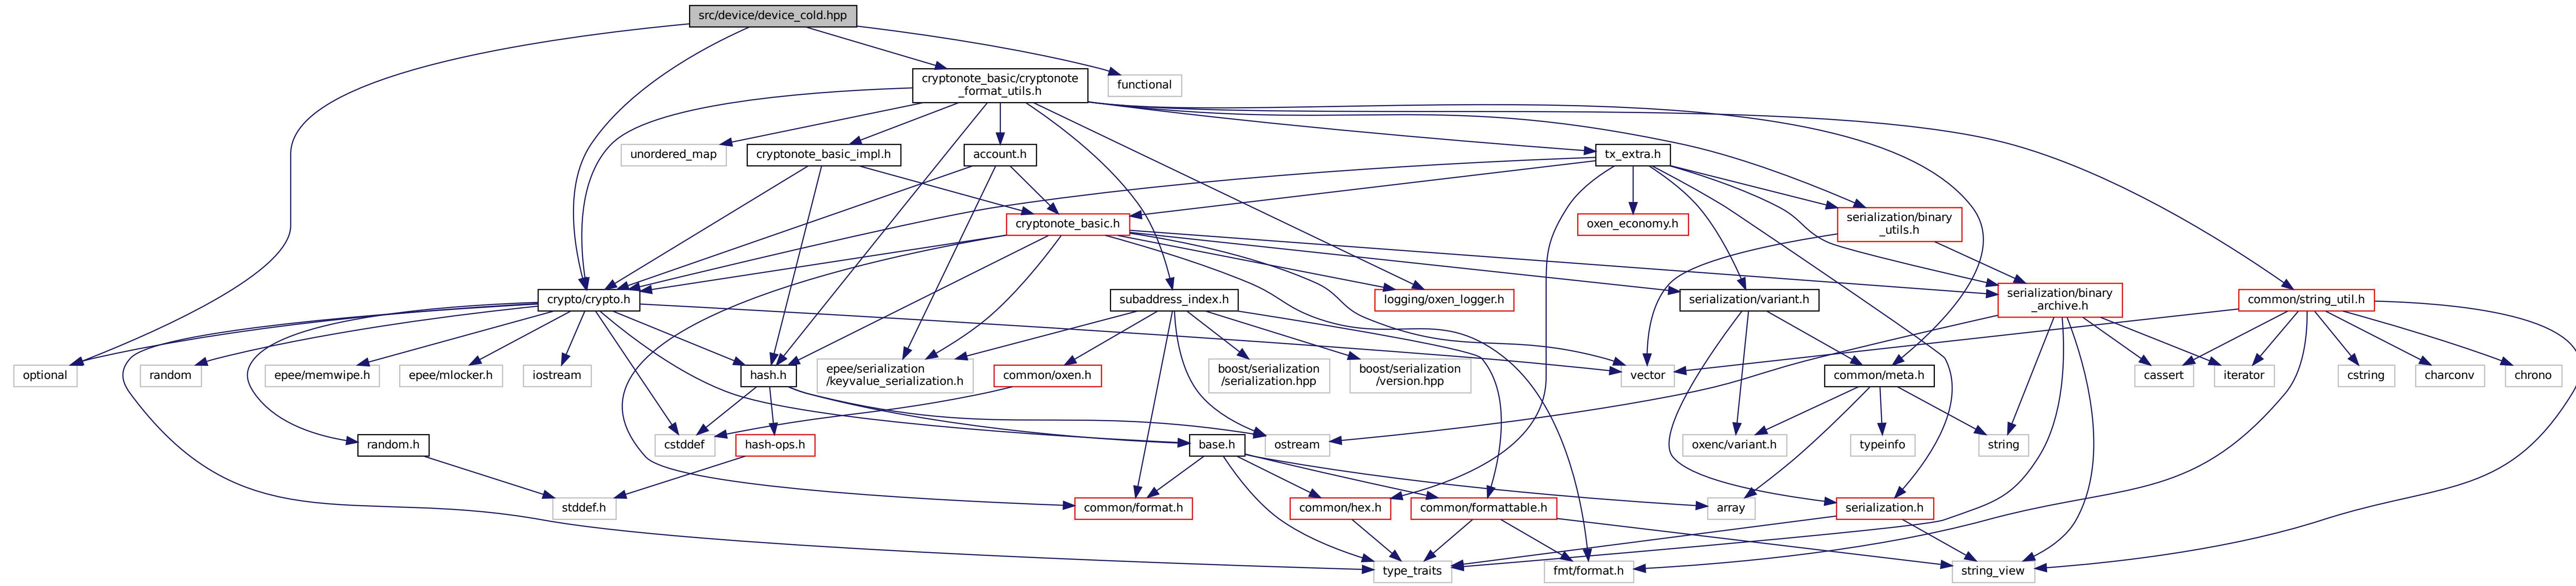 src/device/device_cold.hpp
cryptonote_basic/cryptonote
_format_utils.h
functional
unordered_map
cryptonote_basic_impl.h
account.h
tx_extra.h
cryptonote_basic.h
oxen_economy.h
serialization/binary
_utils.h
crypto/crypto.h
subaddress_index.h
logging/oxen_logger.h
serialization/variant.h
serialization/binary
_archive.h
common/string_util.h
optional
random
epee/memwipe.h
epee/mlocker.h
iostream
hash.h
epee/serialization
/keyvalue_serialization.h
common/oxen.h
boost/serialization
/serialization.hpp
boost/serialization
/version.hpp
vector
common/meta.h
cassert
iterator
cstring
charconv
chrono
random.h
cstddef
hash-ops.h
base.h
ostream
oxenc/variant.h
typeinfo
string
stddef.h
common/format.h
common/hex.h
common/formattable.h
array
serialization.h
type_traits
fmt/format.h
string_view